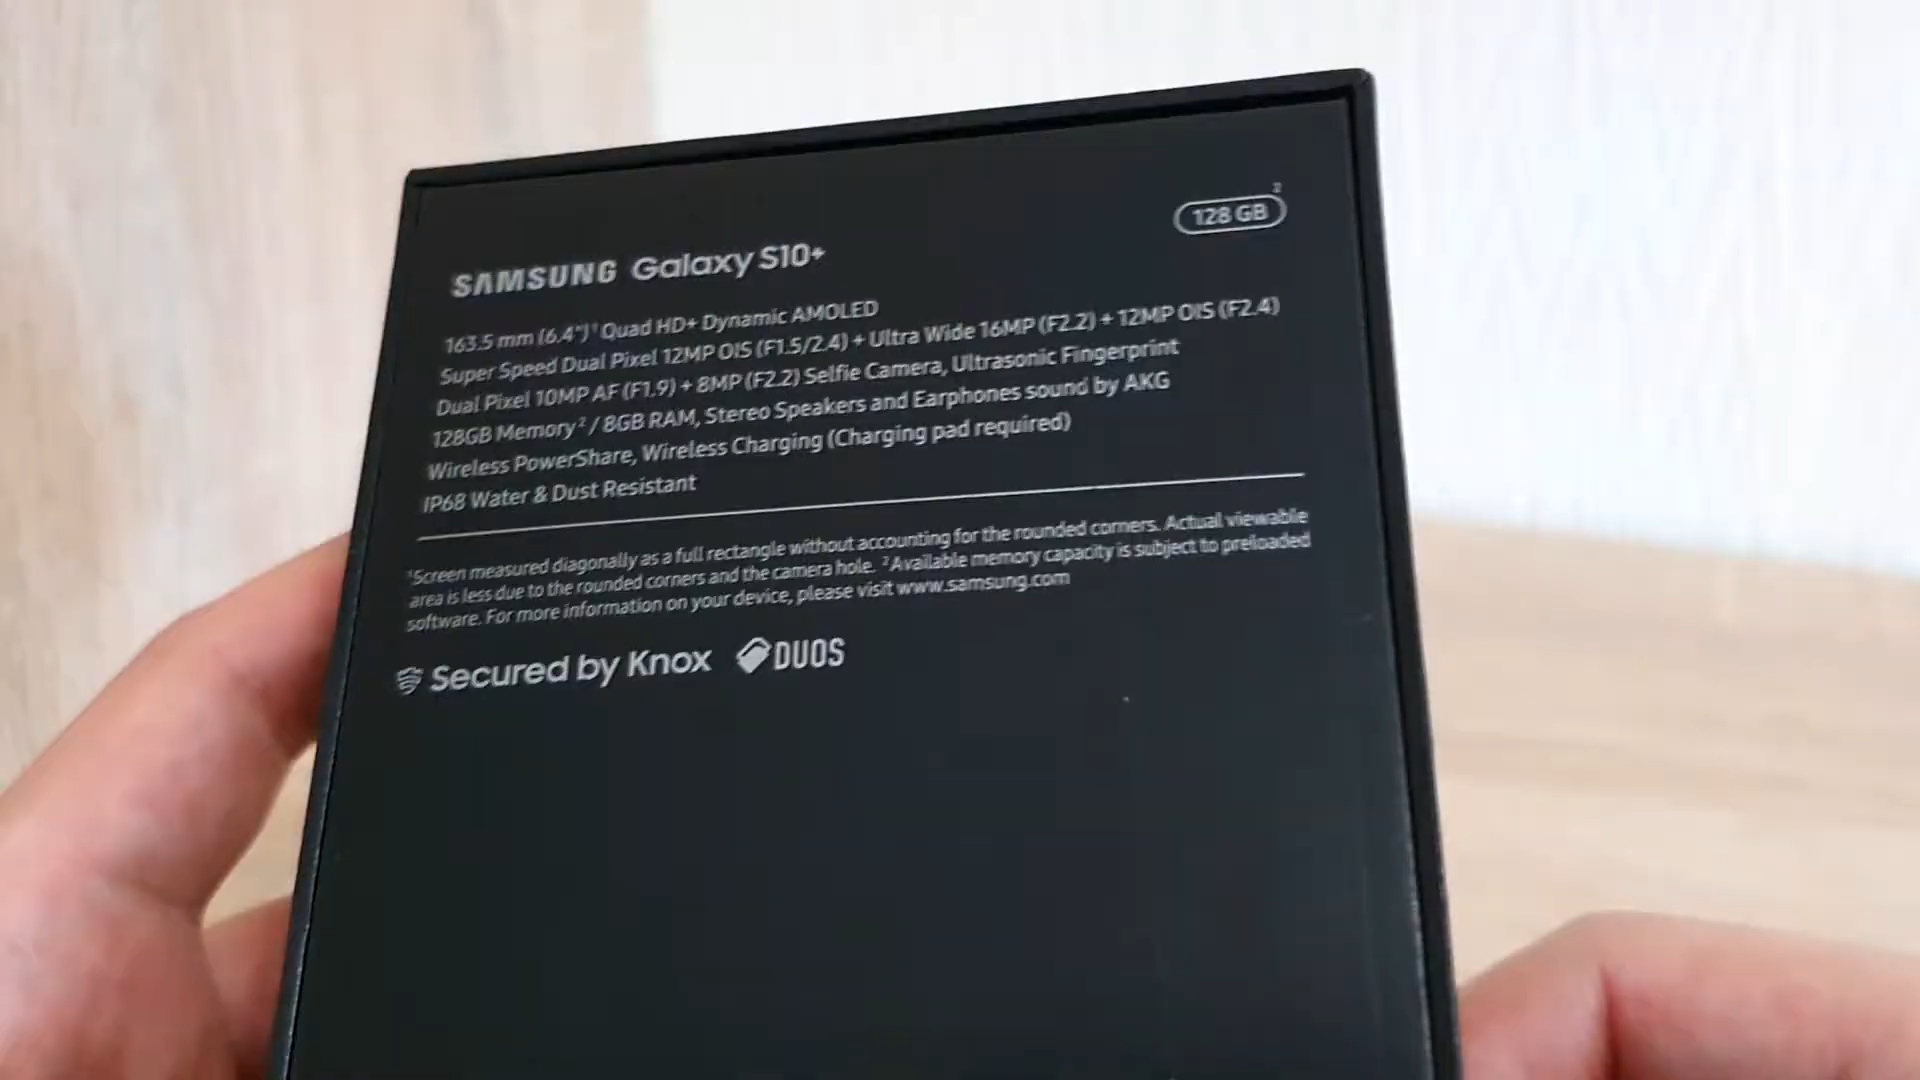 128 GB²
SAMSUNG Galaxy S10+
163.5 mm (6.4")¹ Quad HD+ Dynamic AMOLED
Super Speed Dual Pixel 12MP OIS (F1.5/2.4) + Ultra Wide 16MP (F2.2) + 12MP OIS (F2.4)
Dual Pixel 10MP AF (F1.9) + 8MP (F2.2) Selfie Camera, Ultrasonic Fingerprint
128GB Memory² / 8GB RAM, Stereo Speakers and Earphones sound by AKG
Wireless PowerShare, Wireless Charging (Charging pad required)
IP68 Water & Dust Resistant
¹Screen measured diagonally as a full rectangle without accounting for the rounded corners. Actual viewable
area is less due to the rounded corners and the camera hole. ²Available memory capacity is subject to preloaded
software. For more information on your device, please visit www.samsung.com
Secured by Knox DUOS